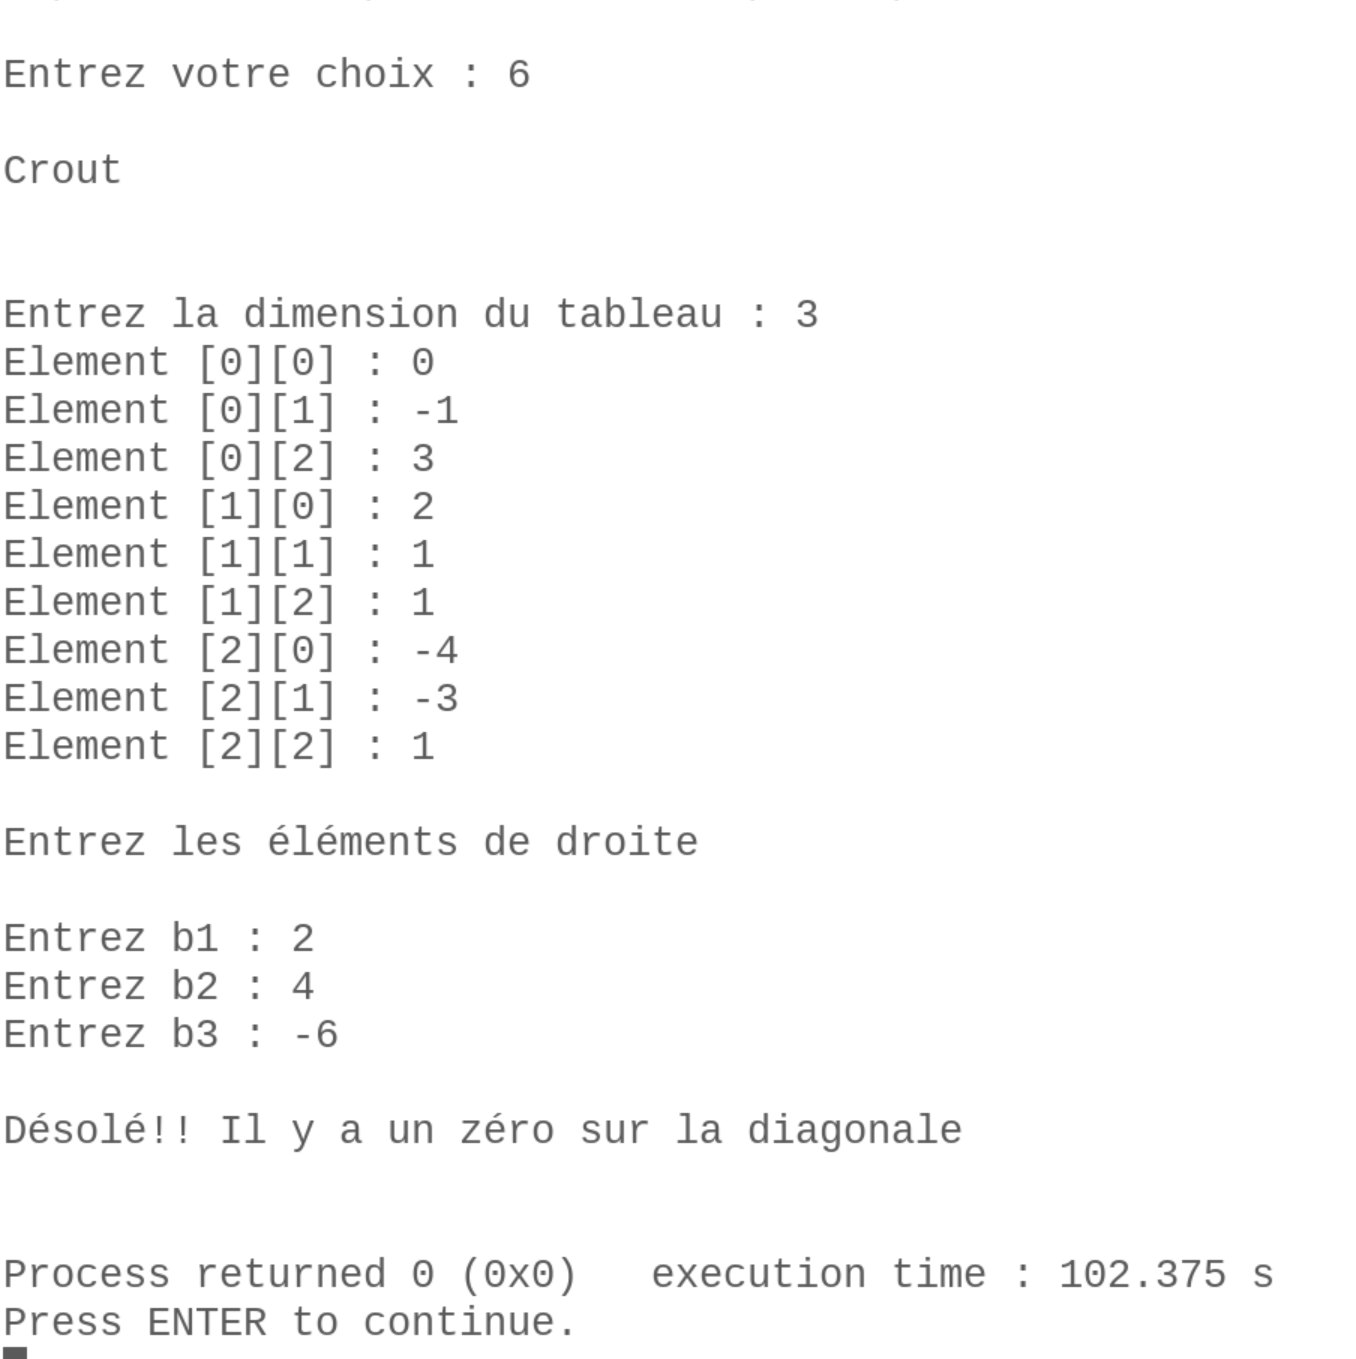 Entrez votre choix : 6
Crout
Entrez la dimension du tableau : 3
Element [0][0] : 0
Element [0][1] : -1
Element [0][2] : 3
Element [1][0] : 2
Element [1][1] : 1
Element [1][2] : 1
Element [2][0] : -4
Element [2][1] : -3
Element [2][2] : 1
Entrez les éléments de droite
Entrez b1 : 2
Entrez b2 : 4
Entrez b3 : -6
Désolé!! Il y a un zéro sur la diagonale
Process returned 0 (0x0)   execution time : 102.375 s
Press ENTER to continue.